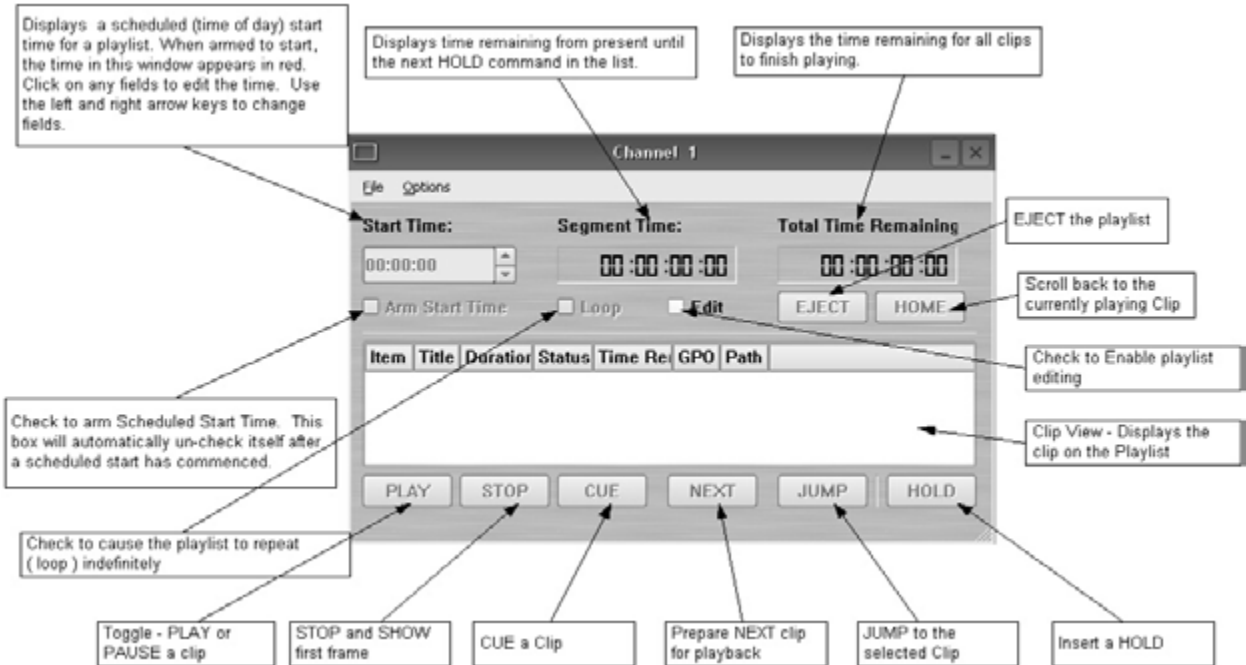 Displays a scheduled (time of day) start
time for a playlist. When armed to start,
the time in this window appears in red.
Click on any fields to edit the time. Use
the left and right arrow keys to change
fields.
Displays time remaining from present until
the next HOLD command in the list.
Displays the time remaining for all clips
to finish playing.
Channel 1
File Options
Start Time: Segment Time: Total Time Remaining
00:00:00 00:00:00:00 00:00:00:00
Arm Start Time Loop Edit EJECT HOME
EJECT the playlist
Scroll back to the
currently playing Clip
Item Title Duration Status Time Rei GPO Path
Check to Enable playlist
editing
Clip View - Displays the
clip on the Playlist
Check to arm Scheduled Start Time. This
box will automatically un-check itself after
a scheduled start has commenced.
PLAY STOP CUE NEXT JUMP HOLD
Check to cause the playlist to repeat
( loop ) indefinitely
Toggle - PLAY or
PAUSE a clip
STOP and SHOW
first frame
CUE a Clip
Prepare NEXT clip
for playback
JUMP to the
selected Clip
Insert a HOLD